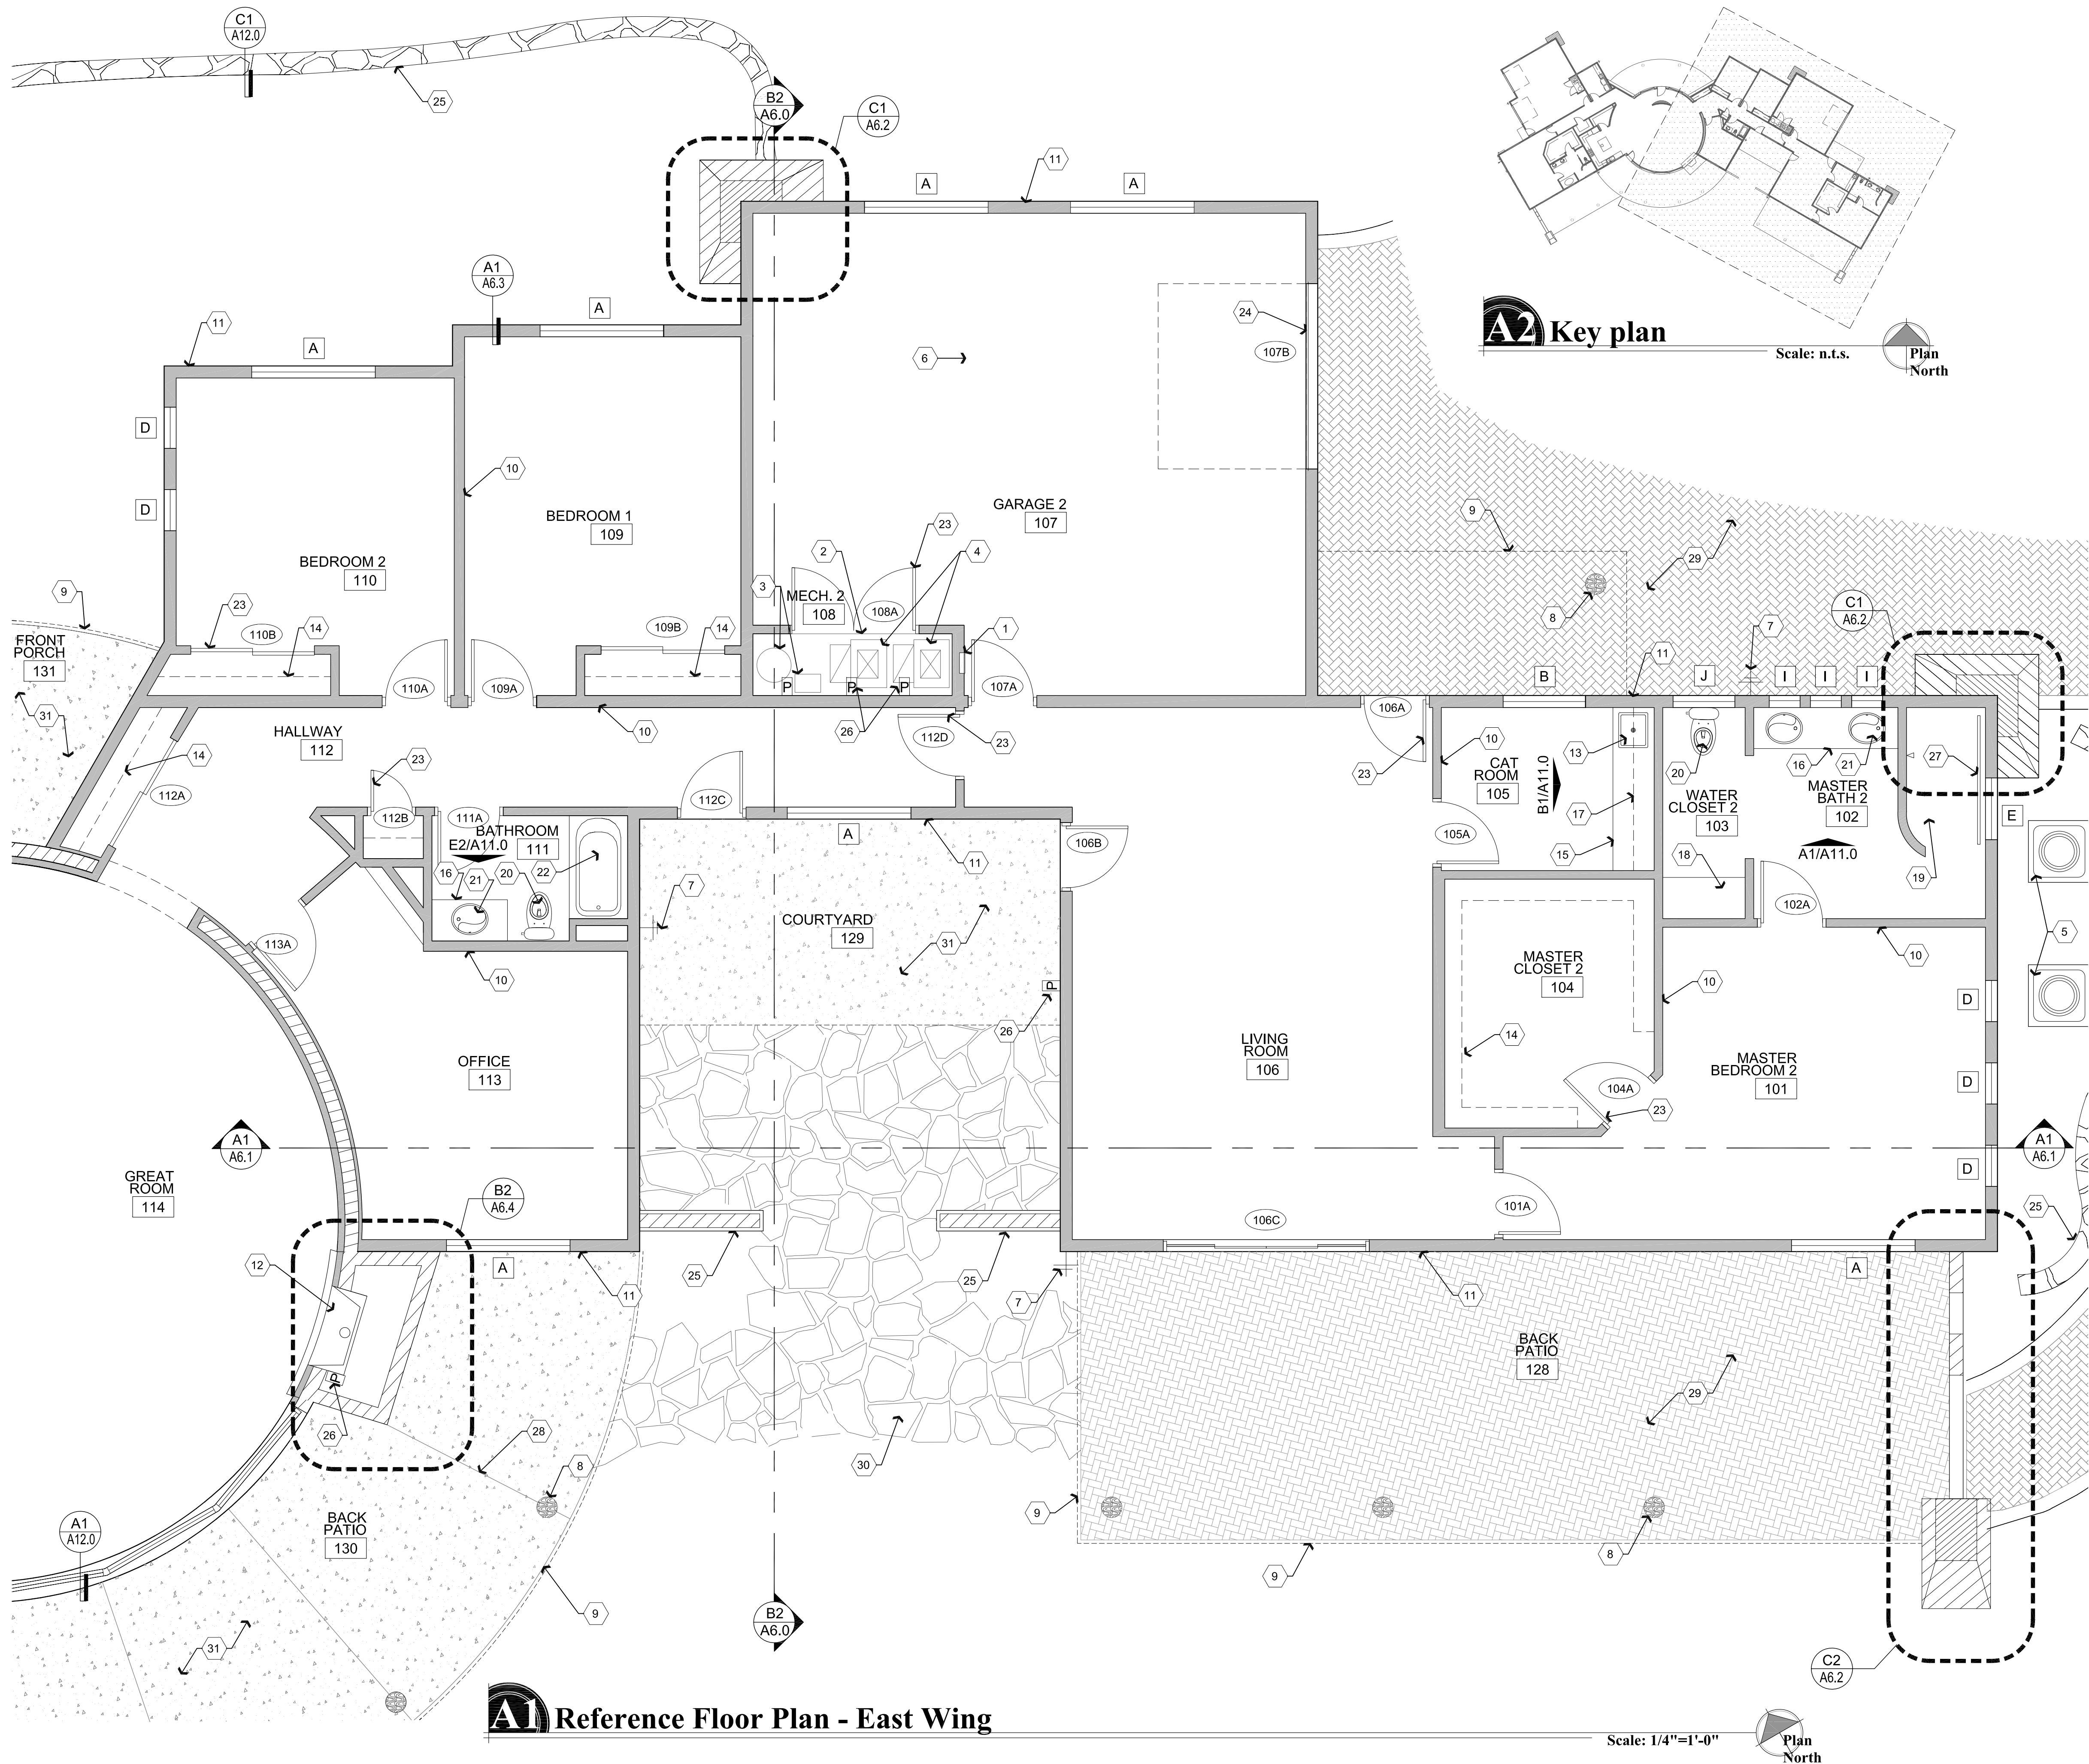 C1
A12.0
25
B2
A6.0
C1
A6.2
11
A
A
A2 Key plan
Scale: n.t.s.
Plan
North
A1
A6.3
A
11
A
24
107B
6
D
10
D
BEDROOM 1
109
GARAGE 2
107
9
23
29
BEDROOM 2
110
2
4
3
MECH. 2
108
108A
8
C1
A6.2
9
23
110B
14
109B
14
1
7
FRONT
PORCH
131
11
B
J
I
I
I
P
P
P
110A
109A
107A
106A
31
HALLWAY
112
10
26
112D
23
14
23
10
13
20
16
21
27
CAT
ROOM
105
B1/A11.0
23
112A
112C
112B
111A
17
WATER
CLOSET 2
103
MASTER
BATH 2
102
E
BATHROOM
111
E2/A11.0
A
106B
105A
15
A1/A11.0
16
21
20
22
11
18
19
7
102A
COURTYARD
129
31
5
113A
10
10
MASTER
CLOSET 2
104
10
P
D
26
14
LIVING
ROOM
106
OFFICE
113
MASTER
BEDROOM 2
101
D
104A
23
A1
A6.1
A1
A6.1
D
GREAT
ROOM
114
B2
A6.4
101A
106C
25
12
A
25
25
A
11
7
11
BACK
PATIO
128
P
29
26
28
8
30
9
BACK
PATIO
130
A1
A12.0
8
9
9
B2
A6.0
31
C2
A6.2
A1 Reference Floor Plan - East Wing
Scale: 1/4"=1'-0"
Plan
North